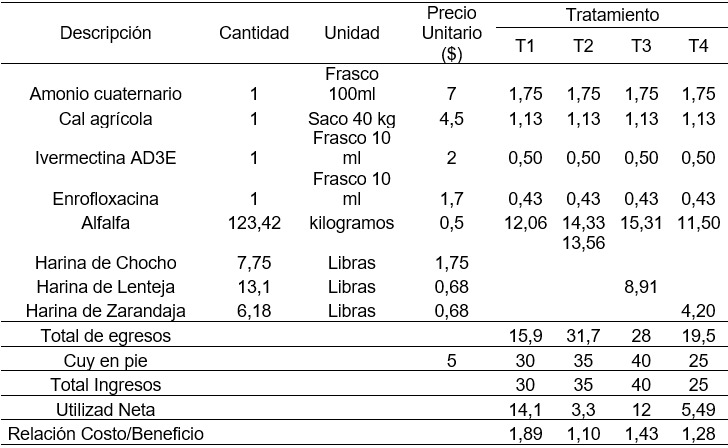 Descripción Cantidad Unidad Precio Unitario ($) Tratamiento
T1 T2 T3 T4
Amonio cuaternario 1 Frasco 100ml 7 1,75 1,75 1,75 1,75
Cal agrícola 1 Saco 40 kg 4,5 1,13 1,13 1,13 1,13
Ivermectina AD3E 1 Frasco 10 ml 2 0,50 0,50 0,50 0,50
Enrofloxacina 1 Frasco 10 ml 1,7 0,43 0,43 0,43 0,43
Alfalfa 123,42 kilogramos 0,5 12,06 14,33 15,31 11,50
13,56
Harina de Chocho 7,75 Libras 1,75
Harina de Lenteja 13,1 Libras 0,68 8,91
Harina de Zarandaja 6,18 Libras 0,68 4,20
Total de egresos 15,9 31,7 28 19,5
Cuy en pie 5 30 35 40 25
Total Ingresos 30 35 40 25
Utilizad Neta 14,1 3,3 12 5,49
Relación Costo/Beneficio 1,89 1,10 1,43 1,28